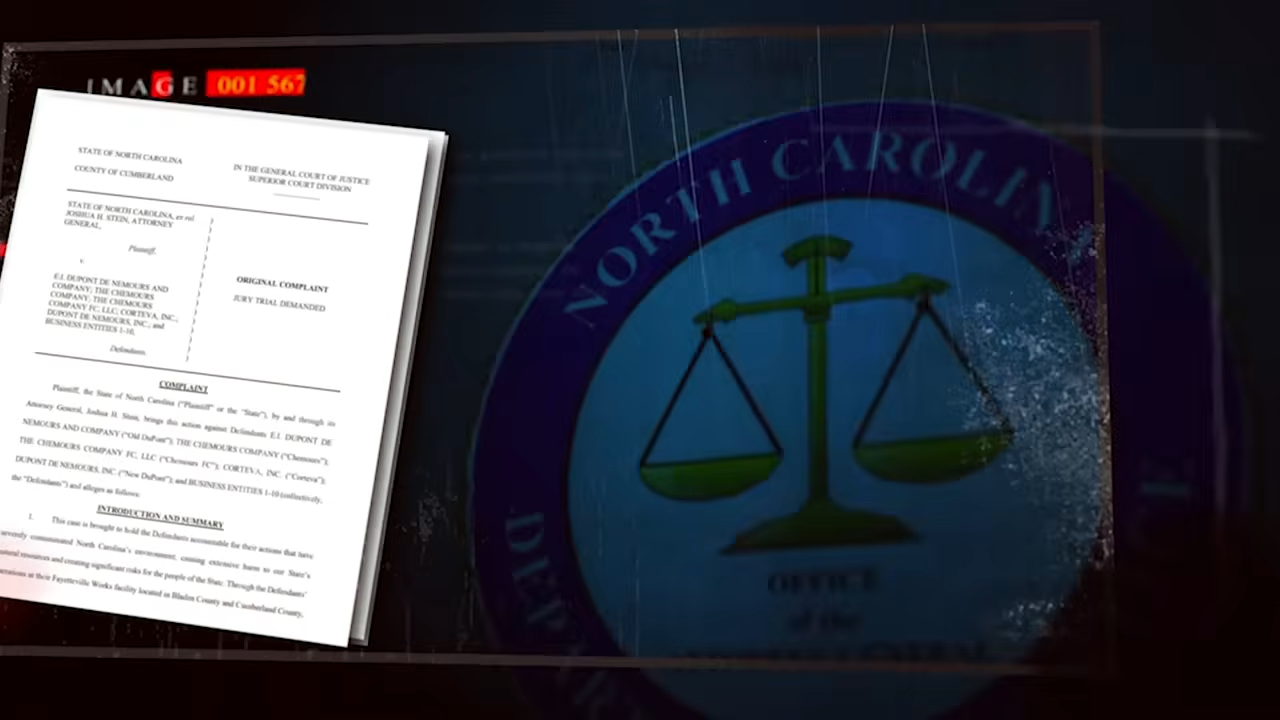 IMAGE 001 567
STATE OF NORTH CAROLINA
COUNTY OF CUMBERLAND
IN THE GENERAL COURT OF JUSTICE
SUPERIOR COURT DIVISION
STATE OF NORTH CAROLINA, ex rel
JOSHUA H. STEIN, ATTORNEY
GENERAL,
Plaintiff,
v.
E.I. DUPONT DE NEMOURS AND
COMPANY; THE CHEMOURS
COMPANY; THE CHEMOURS
COMPANY FC, LLC; CORTEVA, INC.;
DUPONT DE NEMOURS, INC.; and
BUSINESS ENTITIES 1-10,
Defendants.
ORIGINAL COMPLAINT
JURY TRIAL DEMANDED
COMPLAINT
Plaintiff, the State of North Carolina ("Plaintiff" or the "State"), by and through its
Attorney General, Joshua H. Stein, brings this action against Defendants E.I. DUPONT DE
NEMOURS AND COMPANY ("Old DuPont"); THE CHEMOURS COMPANY ("Chemours");
THE CHEMOURS COMPANY FC, LLC ("Chemours FC"); CORTEVA, INC. ("Corteva");
DUPONT DE NEMOURS, INC. ("New DuPont"); and BUSINESS ENTITIES 1-10 (collectively,
the "Defendants") and alleges as follows:
INTRODUCTION AND SUMMARY
1. This case is brought to hold the Defendants accountable for their actions that have
severely contaminated North Carolina's environment, causing extensive harm to our State's
natural resources and creating significant risks for the people of the State. Through the Defendants'
operations at their Fayetteville Works facility located in Bladen County and Cumberland County,
NORTH CAROLIN
OFFICE
of the